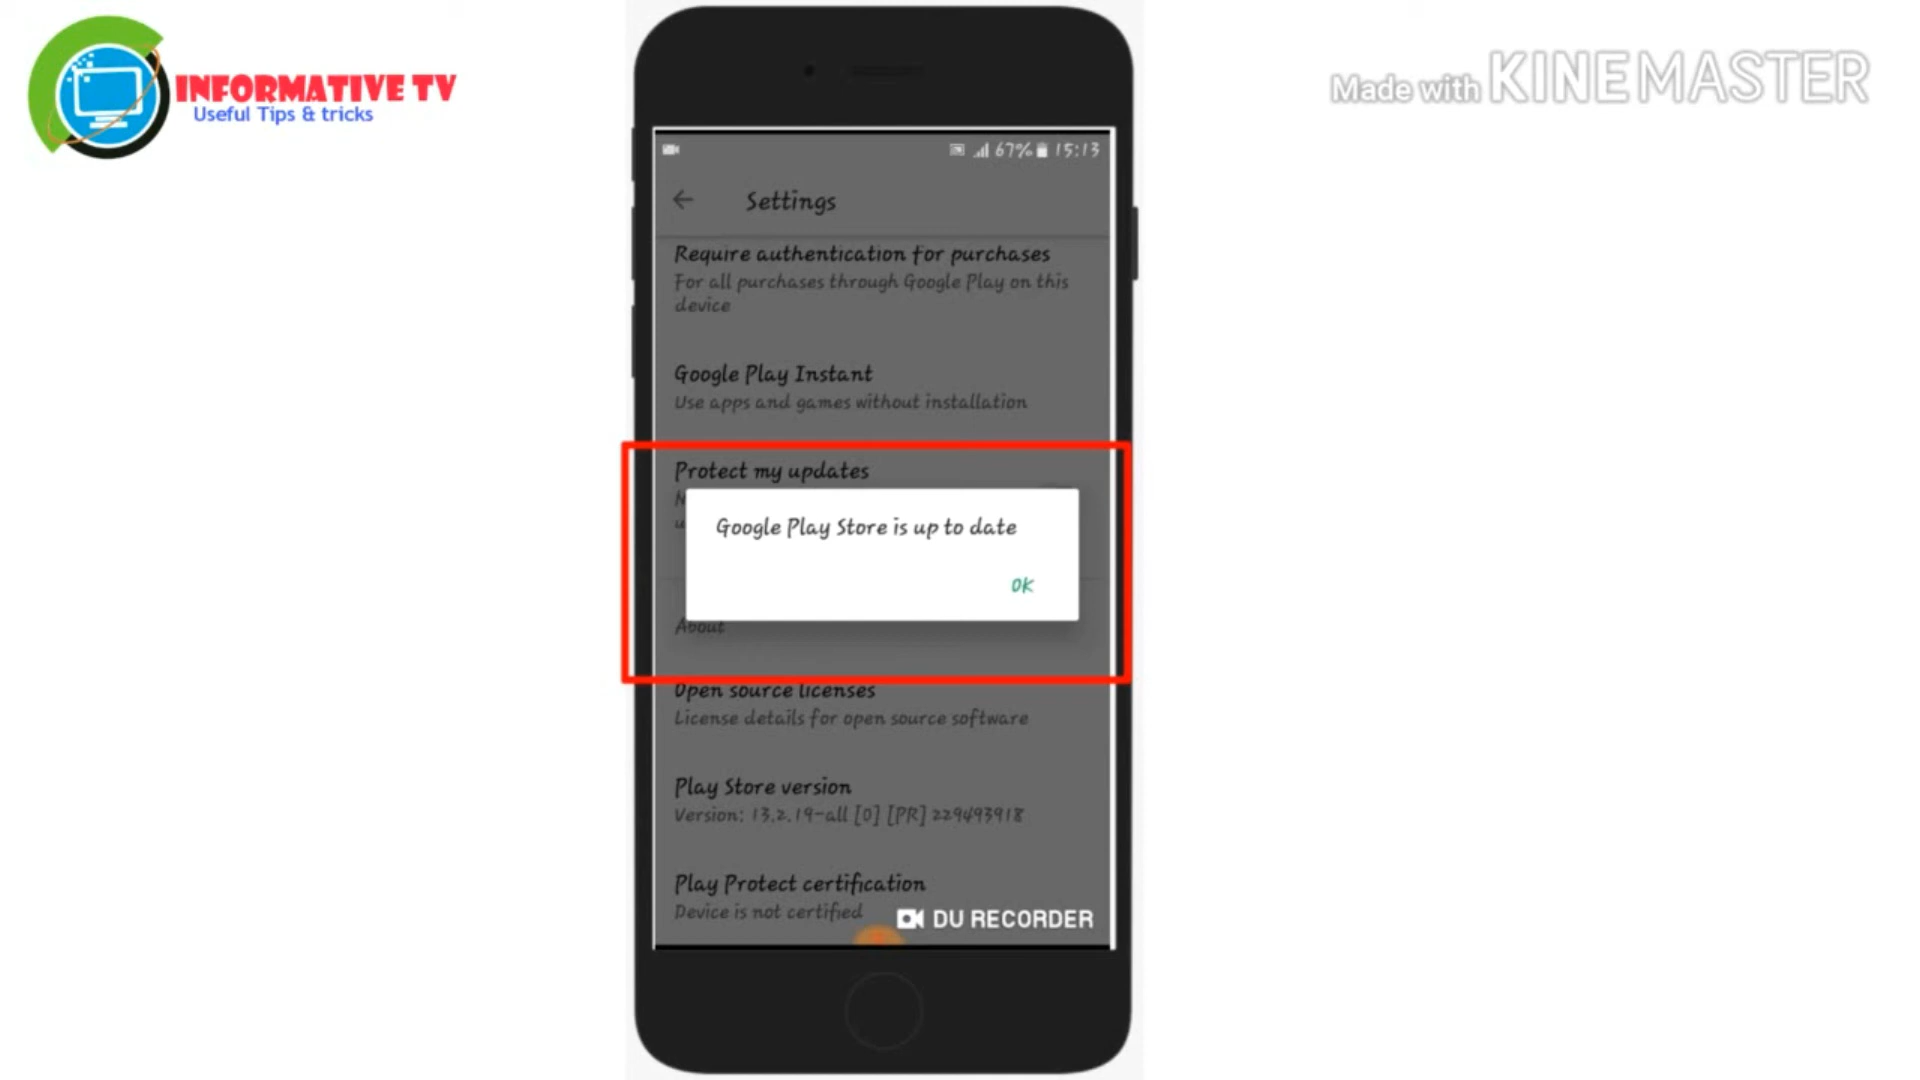 INFORMATIVE TV
Useful Tips & tricks
Made with KINEMASTER
67% 15:13
Settings
Require authentication for purchases
For all purchases through Google Play on this
device
Google Play Instant
Use apps and games without installation
Protect my updates
Google Play Store is up to date
OK
About
Open source licenses
License details for open source software
Play Store version
Version: 13.2.19-all [0] [PR] 229493918
Play Protect certification
Device is not certified
DU RECORDER